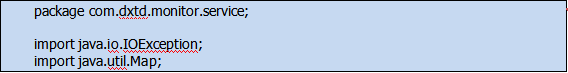 package com.dxtd.monitor.service;
import java.io.IOException;
import java.util.Map;